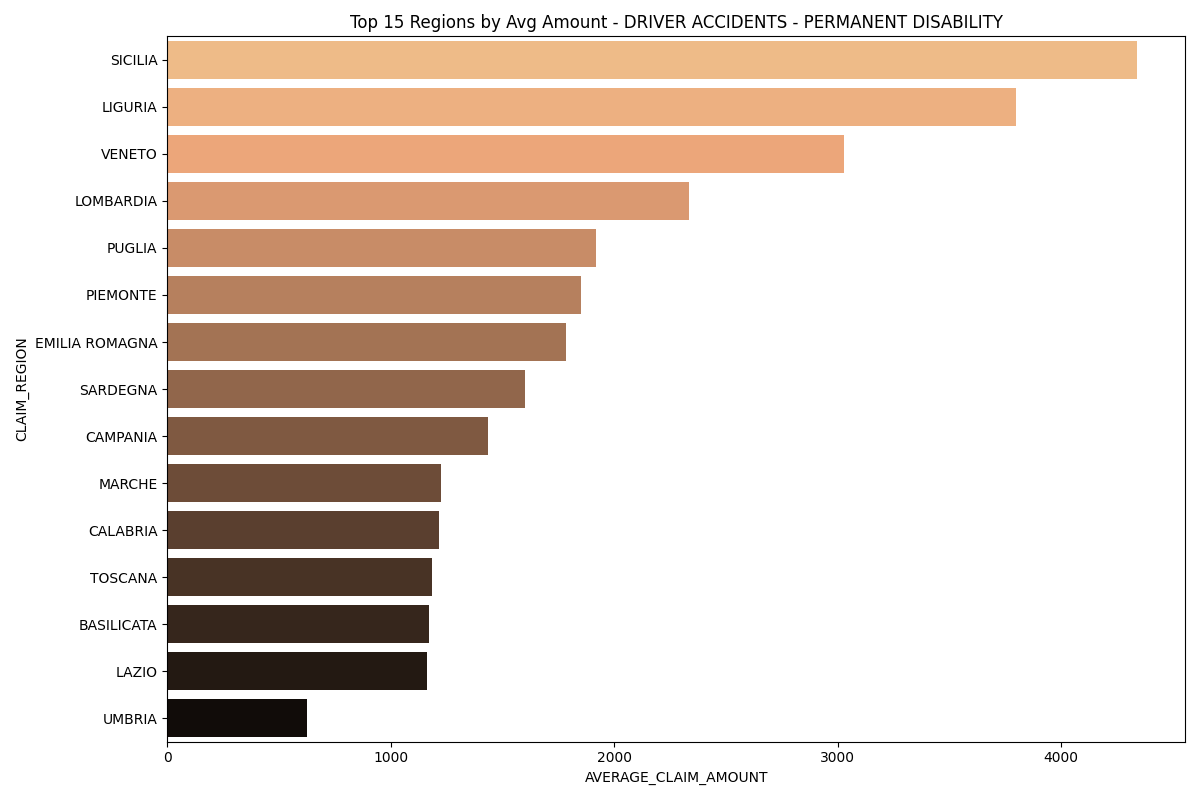 Top 15 Regions by Avg Amount - DRIVER ACCIDENTS - PERMANENT DISABILITY
CLAIM_REGION
SICILIA
LIGURIA
VENETO
LOMBARDIA
PUGLIA
PIEMONTE
EMILIA ROMAGNA
SARDEGNA
CAMPANIA
MARCHE
CALABRIA
TOSCANA
BASILICATA
LAZIO
UMBRIA
0 1000 2000 3000 4000
AVERAGE_CLAIM_AMOUNT